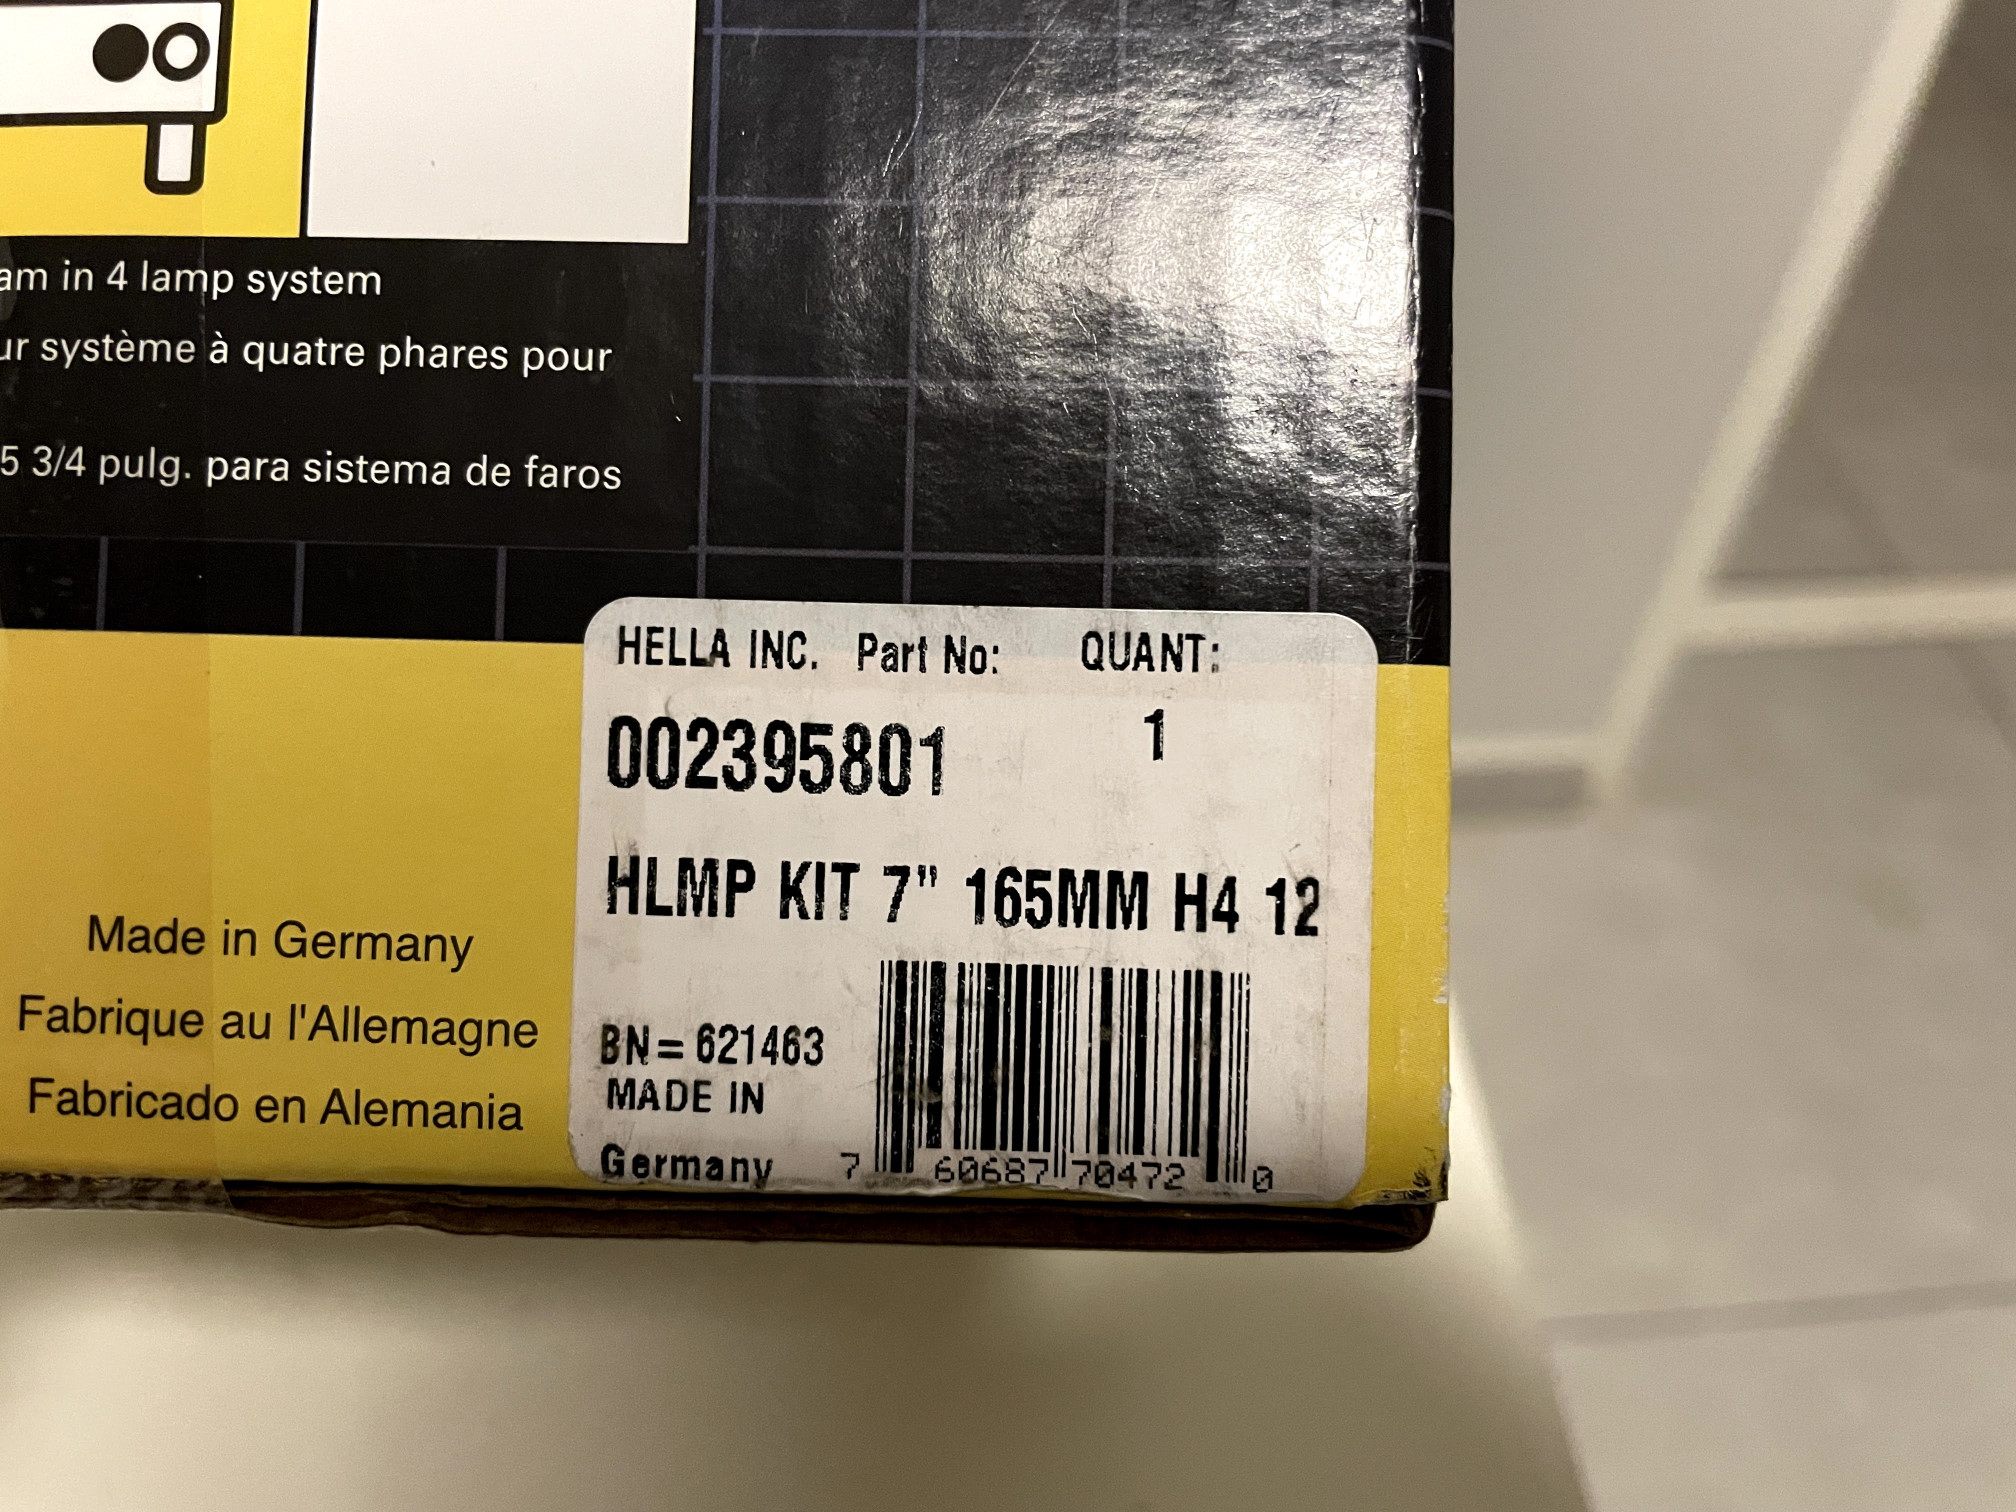 am in 4 lamp system
ur système à quatre phares pour
5 3/4 pulg. para sistema de faros
HELLA INC. Part No: QUANT:
002395801 1
HLMP KIT 7" 165MM H4 12
BN= 621463
MADE IN
Germany
7 60687 70472 0
Made in Germany
Fabrique au l'Allemagne
Fabricado en Alemania